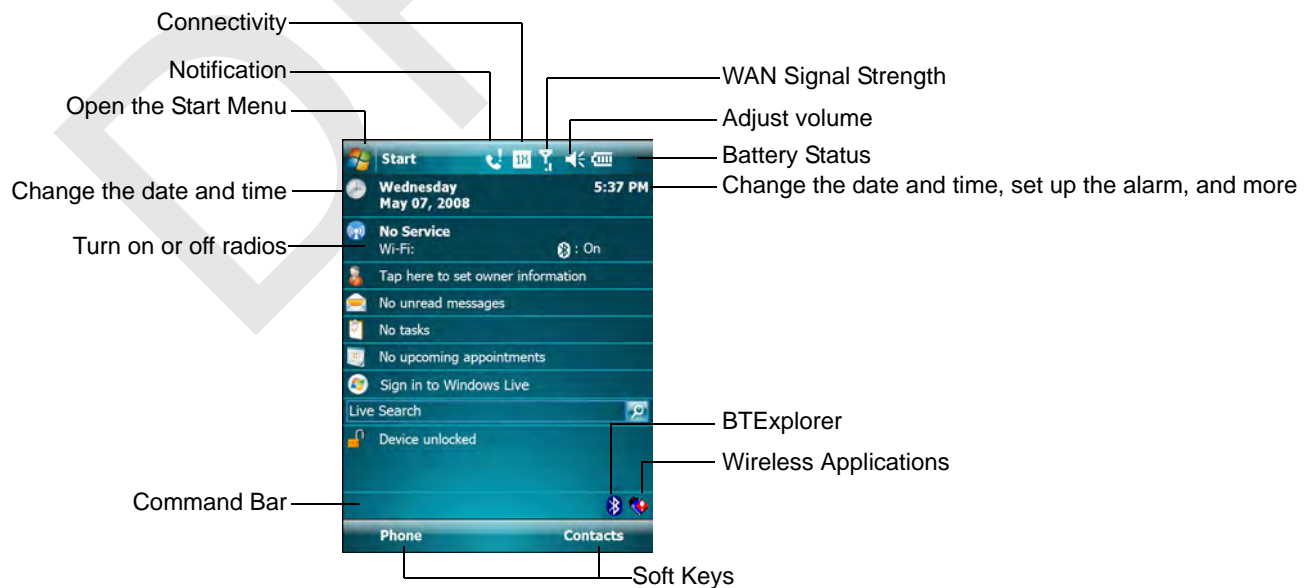 Connectivity
Notification
WAN Signal Strength
Open the Start Menu
Adjust volume
Start
1X
Battery Status
Change the date and time
Wednesday
May 07, 2008
5:37 PM
Change the date and time, set up the alarm, and more
Turn on or off radios
No Service
Wi-Fi:
: On
Tap here to set owner information
No unread messages
No tasks
No upcoming appointments
Sign in to Windows Live
Live Search
BTExplorer
Device unlocked
Wireless Applications
Command Bar
Phone
Contacts
Soft Keys